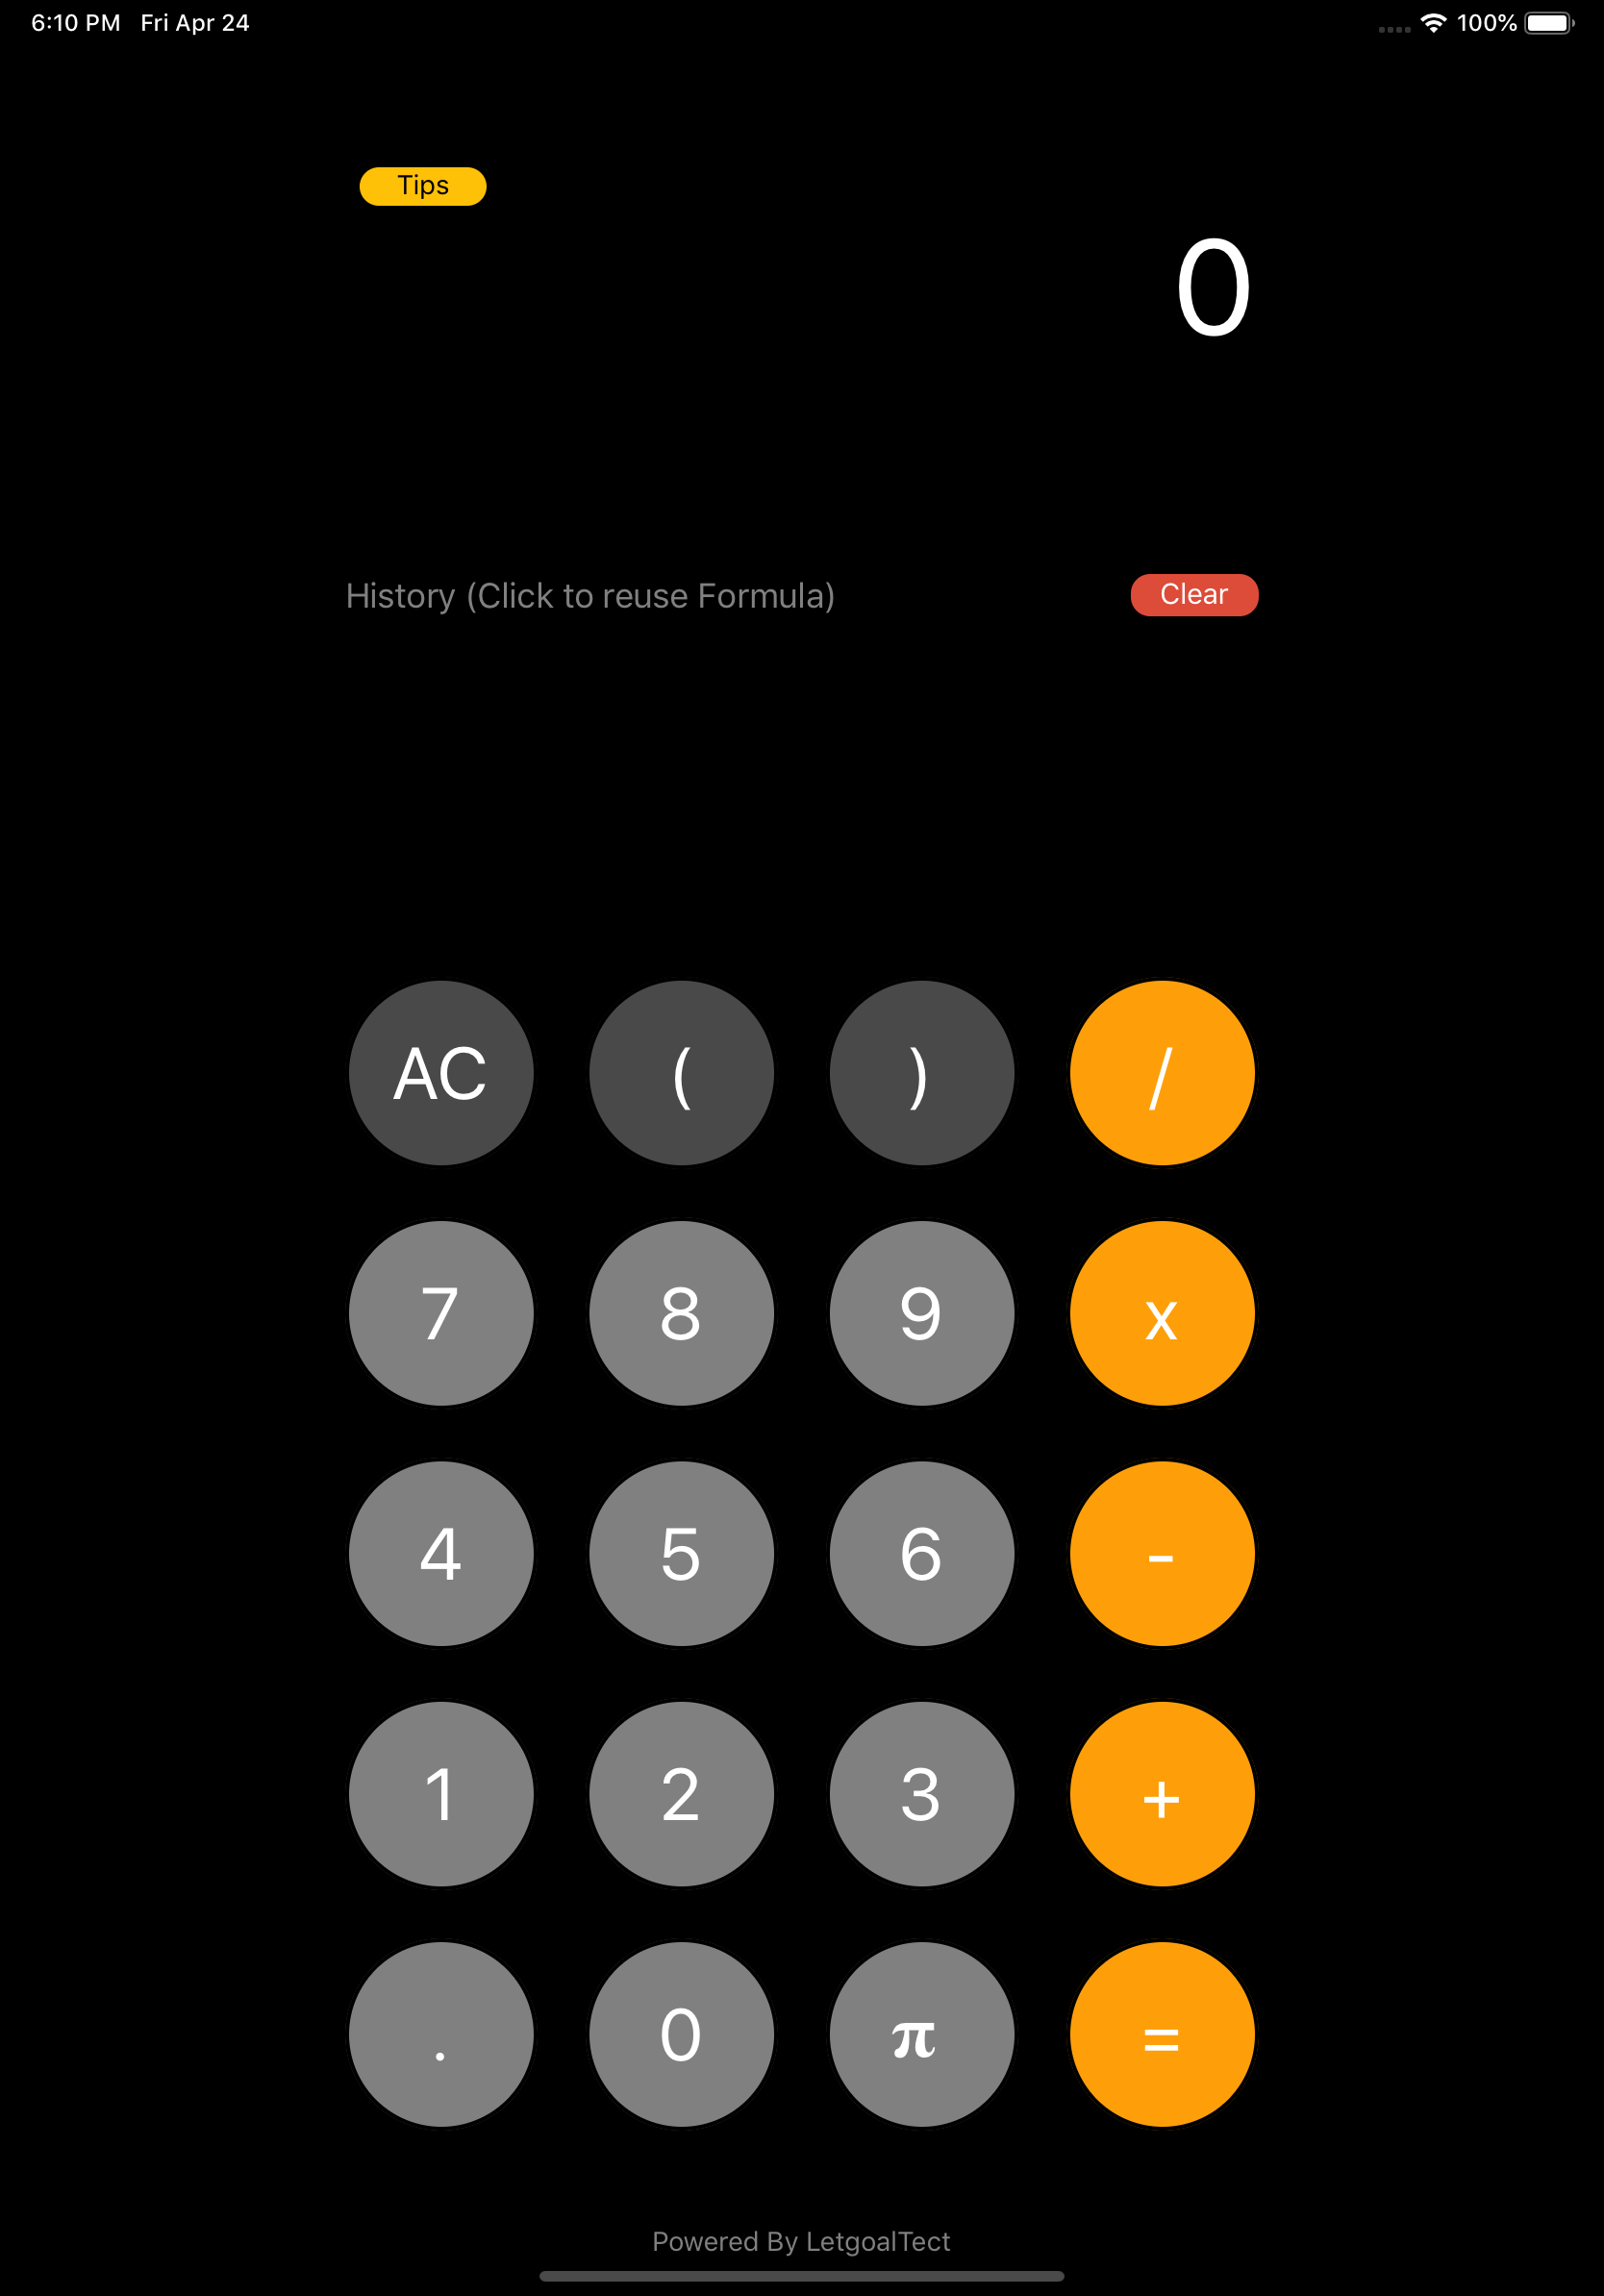 6:10 PM Fri Apr 24 100%
Tips
0
History (Click to reuse Formula) Clear
AC ( ) /
7 8 9 x
4 5 6 -
1 2 3 +
. 0 π =
Powered By LetgoalTect